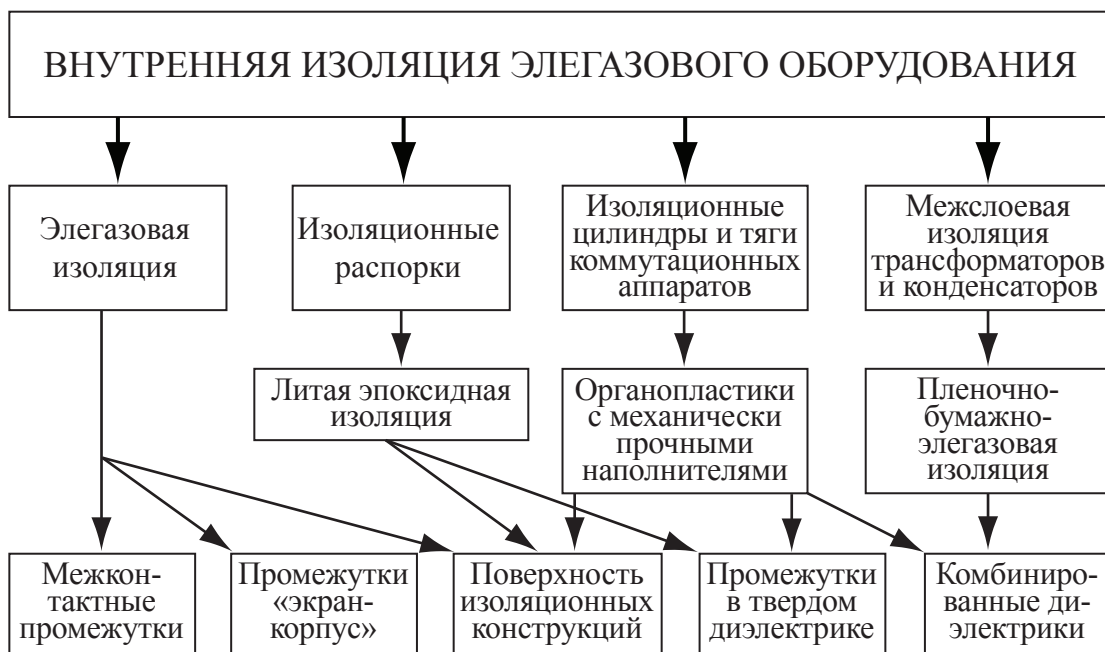 ВНУТРЕННЯЯ ИЗОЛЯЦИЯ ЭЛЕГАЗОВОГО ОБОРУДОВАНИЯ
Элегазовая
изоляция
Изоляционные
распорки
Изоляционные
цилиндры и тяги
коммутационных
аппаратов
Межслоевая
изоляция
трансформаторов
и конденсаторов
Литая эпоксидная
изоляция
Органопластики
с механически
прочными
наполнителями
Пленочно-
бумажно-
элегазовая
изоляция
Межкон-
тактные
промежутки
Промежутки
«экран-
корпус»
Поверхность
изоляционных
конструкций
Промежутки
в твердом
диэлектрике
Комбиниро-
ванные ди-
электрики